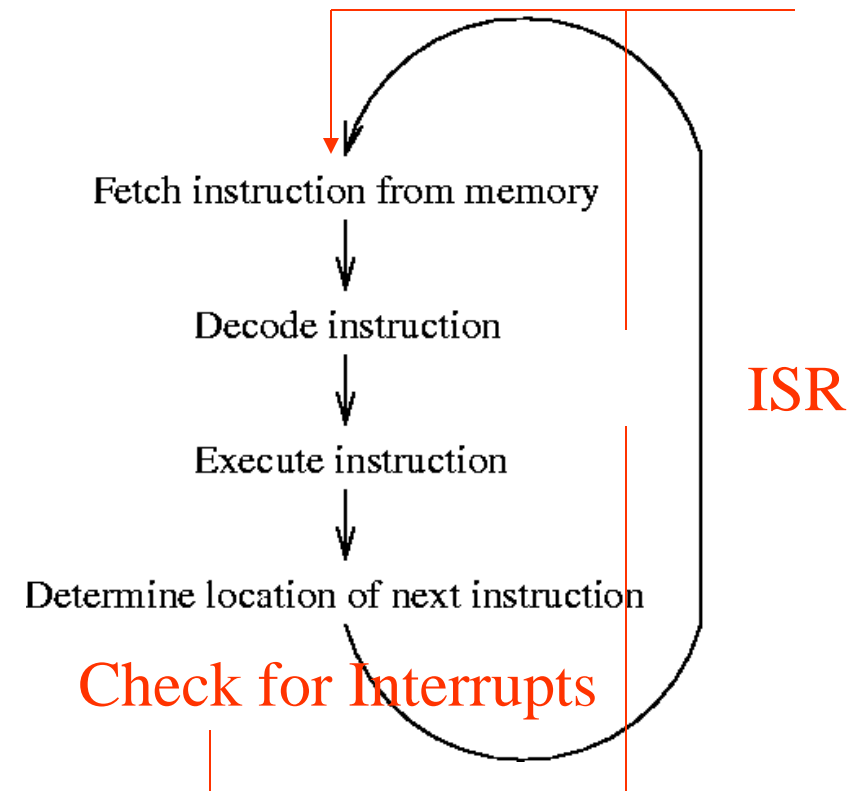 Fetch instruction from memory
Decode instruction
ISR
Execute instruction
Determine location of next instruction
Check for Interrupts